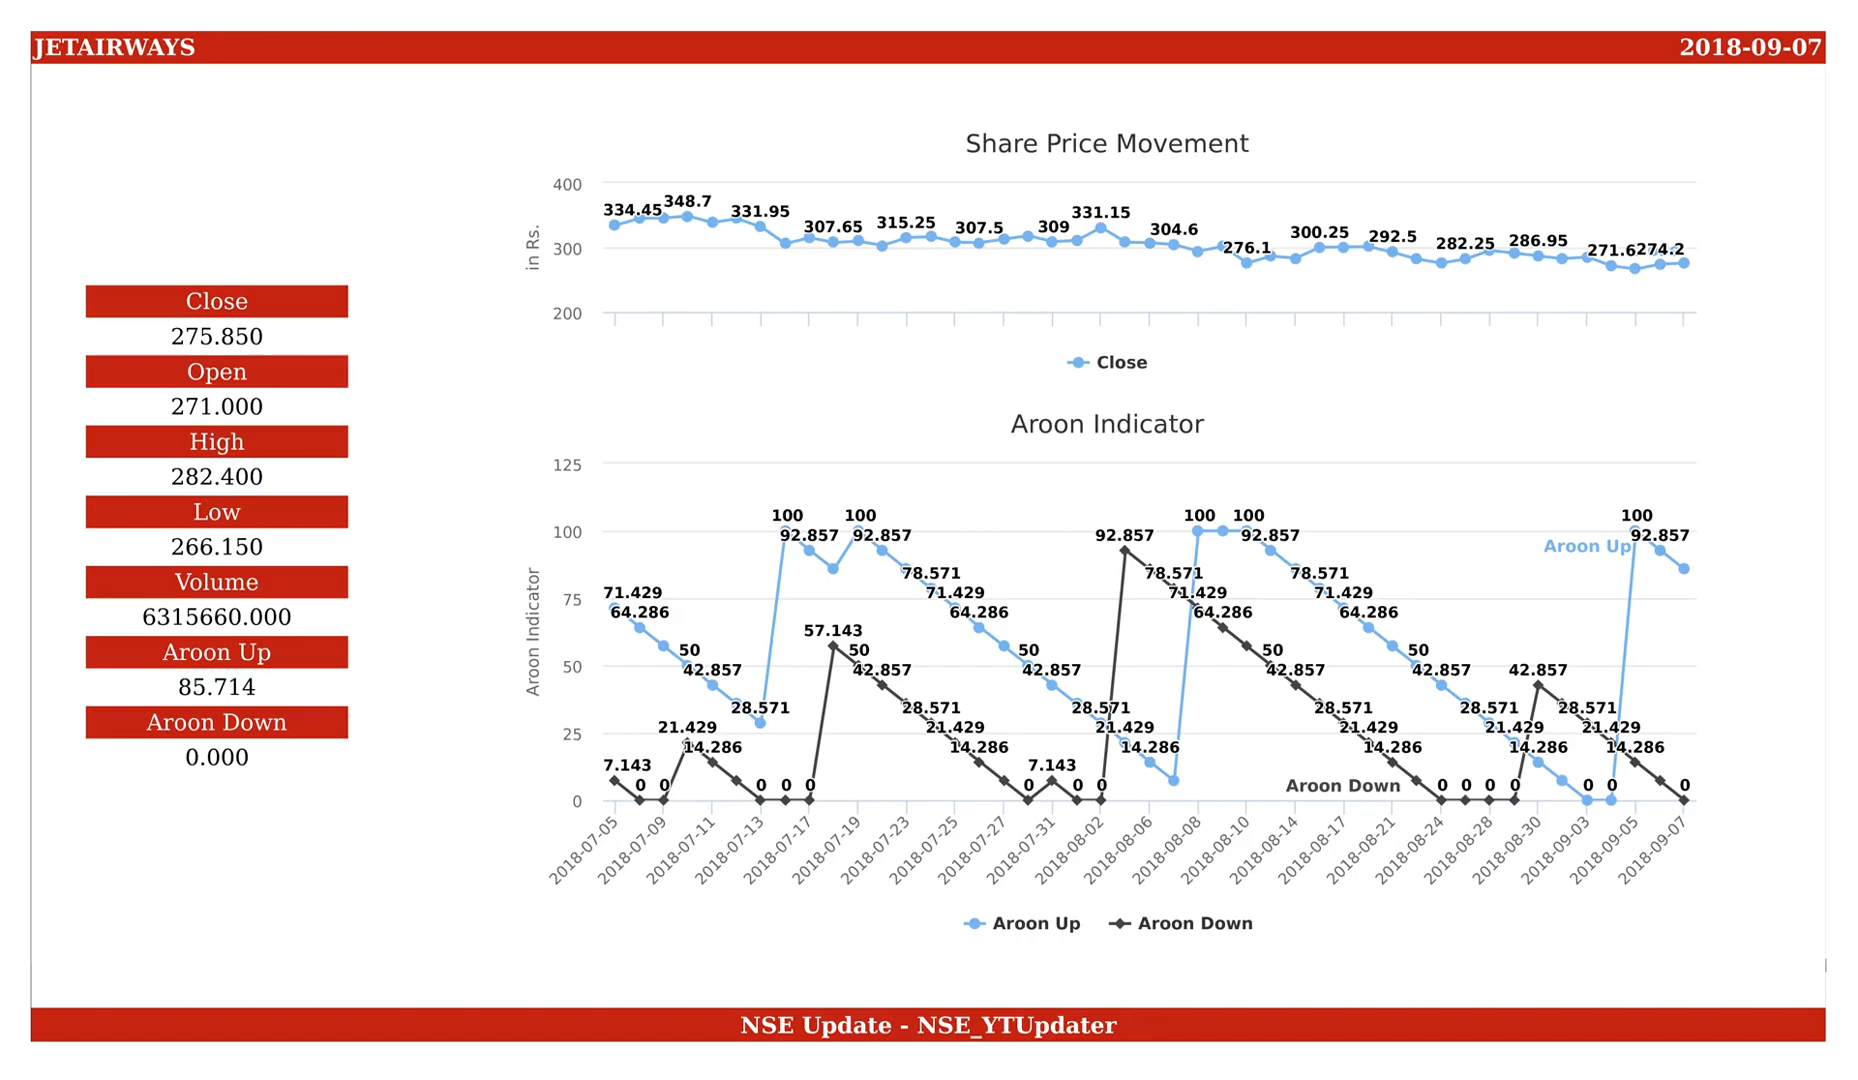 JETAIRWAYS 2018-09-07
Close
275.850
Open
271.000
High
282.400
Low
266.150
Volume
6315660.000
Aroon Up
85.714
Aroon Down
0.000
Share Price Movement
in Rs.
400
300
200
334.45 348.7 331.95 307.65 315.25 307.5 309 331.15 304.6 276.1 300.25 292.5 282.25 286.95 271.6 274.2
Close
Aroon Indicator
Aroon Indicator
125
100
75
50
25
0
100 100 100 100 100
92.857 92.857 92.857 92.857 92.857
Aroon Up
78.571 78.571 78.571
71.429 71.429 71.429 71.429
64.286 64.286 64.286 64.286
57.143
50 50 50 50 50
42.857 42.857 42.857 42.857 42.857 42.857
28.571 28.571 28.571 28.571 28.571 28.571
21.429 21.429 21.429 21.429 21.429 21.429
14.286 14.286 14.286 14.286 14.286 14.286
7.143 7.143
0 0 0 0 0 0 0 0 Aroon Down 0 0 0 0 0 0 0
2018-07-05 2018-07-09 2018-07-11 2018-07-13 2018-07-17 2018-07-19 2018-07-23 2018-07-25 2018-07-27 2018-07-31 2018-08-02 2018-08-06 2018-08-08 2018-08-10 2018-08-14 2018-08-17 2018-08-21 2018-08-24 2018-08-28 2018-08-30 2018-09-03 2018-09-05 2018-09-07
Aroon Up Aroon Down
NSE Update - NSE_YTUpdater